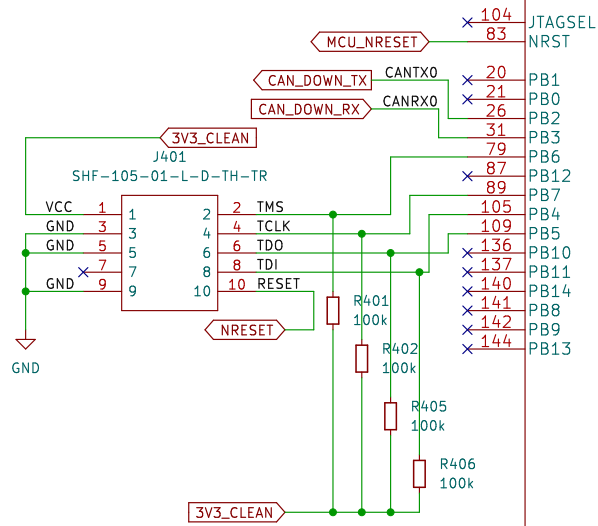 104 JTAGSEL
MCU_NRESET 83 NRST
CAN_DOWN_TX CANTX0 20 PB1
21 PB0
CAN_DOWN_RX CANRX0 26 PB2
31 PB3
3V3_CLEAN 79 PB6
J401
SHF-105-01-L-D-TH-TR 87 PB12
89 PB7
VCC 1 1 2 2 TMS 105 PB4
GND 3 3 4 4 TCLK 109 PB5
GND 5 5 6 6 TDO 136 PB10
7 7 8 8 TDI 137 PB11
GND 9 9 10 10 RESET 140 PB14
R401 141 PB8
100k
NRESET 142 PB9
R402 144 PB13
100k
GND
R405
100k
R406
100k
3V3_CLEAN